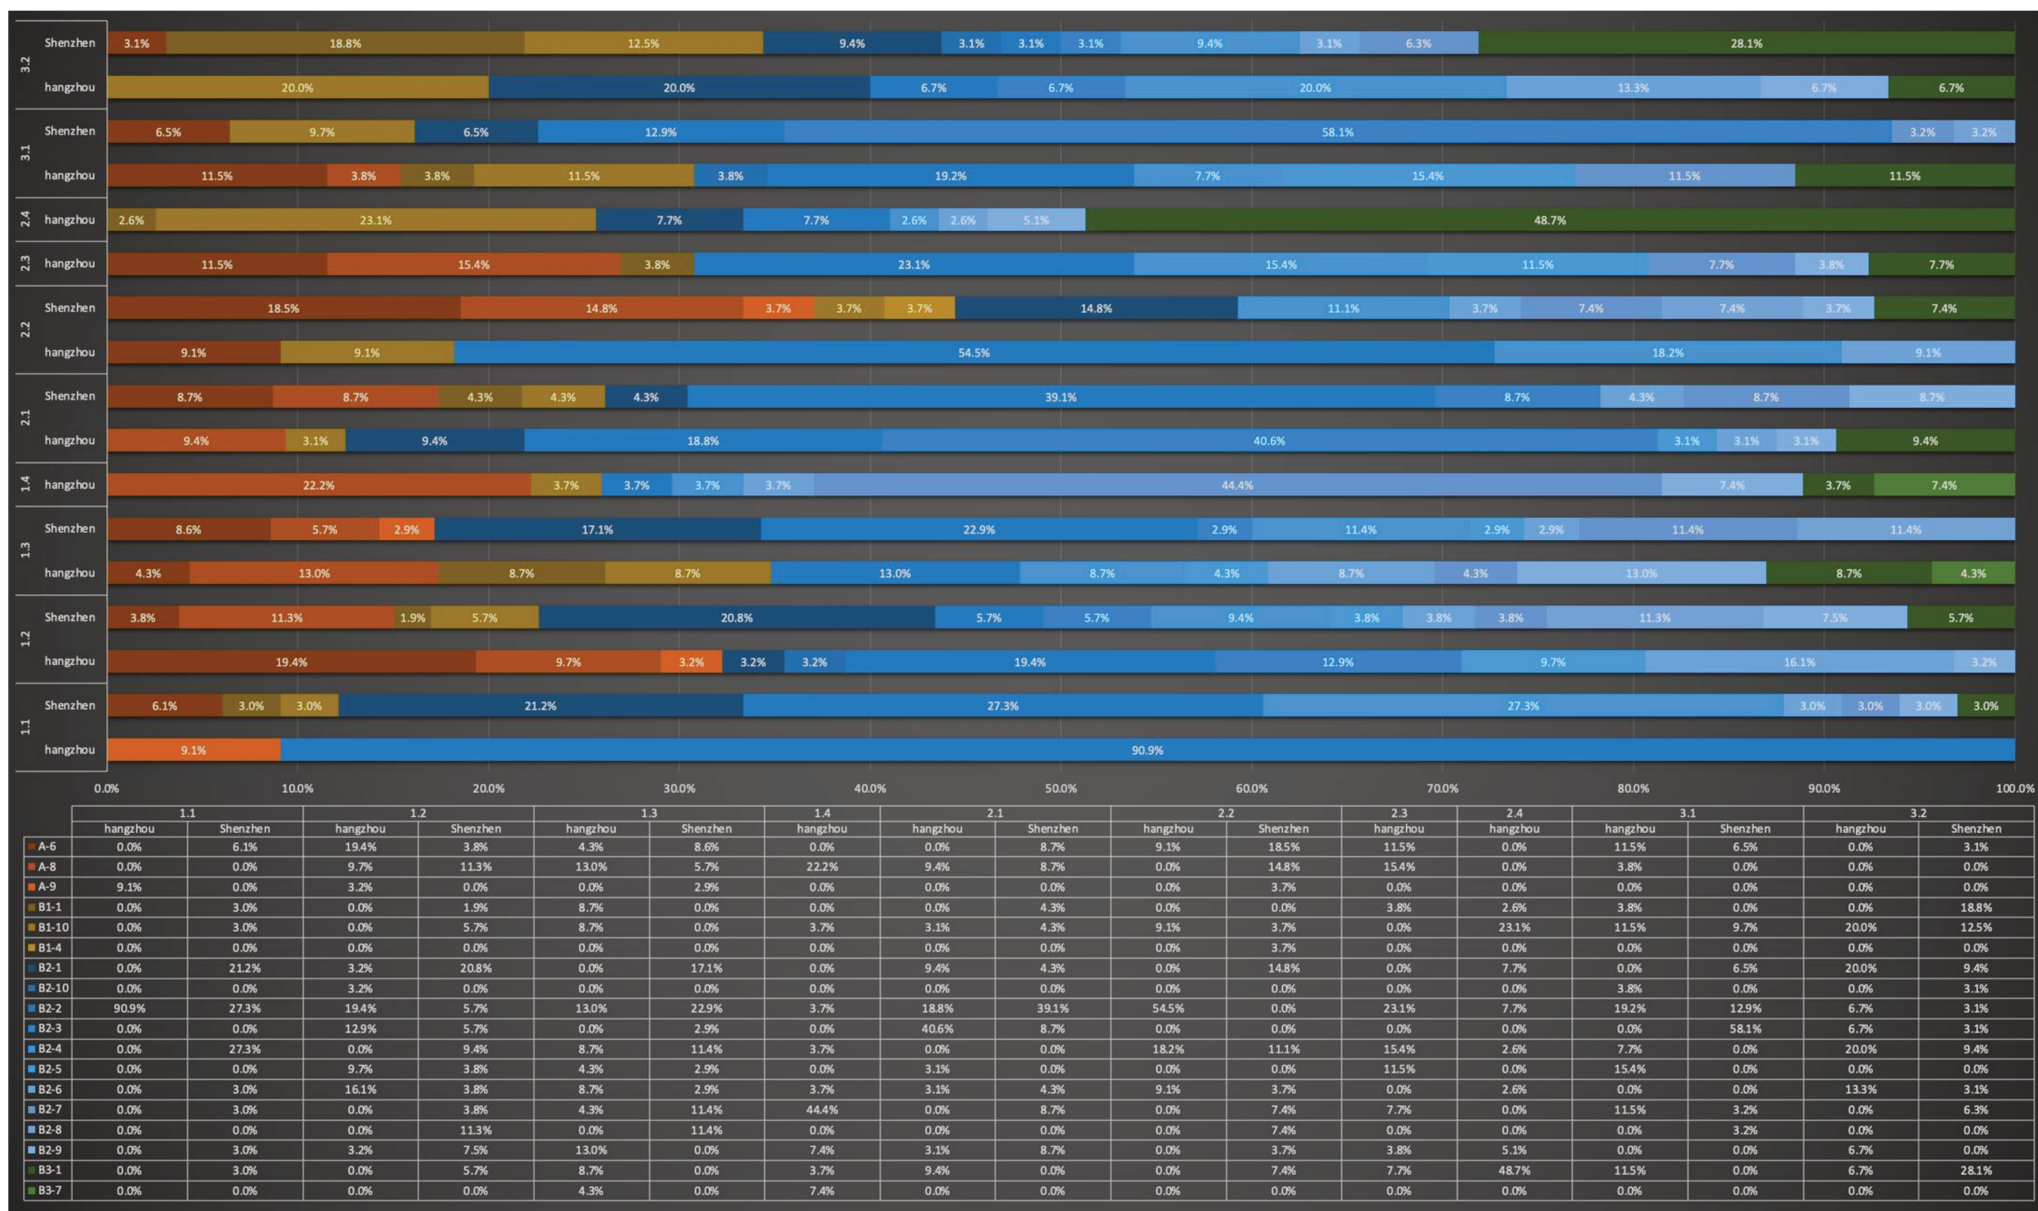 3.2
Shenzhen 3.1% 18.8% 12.5% 9.4% 3.1% 3.1% 3.1% 9.4% 3.1% 6.3% 28.1%
hangzhou 20.0% 20.0% 6.7% 6.7% 20.0% 13.3% 6.7% 6.7%
3.1
Shenzhen 6.5% 9.7% 6.5% 12.9% 58.1% 3.2% 3.2%
hangzhou 11.5% 3.8% 3.8% 11.5% 3.8% 19.2% 7.7% 15.4% 11.5% 11.5%
2.4
hangzhou 2.6% 23.1% 7.7% 7.7% 2.6% 2.6% 5.1% 48.7%
2.3
hangzhou 11.5% 15.4% 3.8% 23.1% 15.4% 11.5% 7.7% 3.8% 7.7%
2.2
Shenzhen 18.5% 14.8% 3.7% 3.7% 3.7% 14.8% 11.1% 3.7% 7.4% 7.4% 3.7% 7.4%
hangzhou 9.1% 9.1% 54.5% 18.2% 9.1%
2.1
Shenzhen 8.7% 8.7% 4.3% 4.3% 4.3% 39.1% 8.7% 4.3% 8.7% 8.7%
hangzhou 9.4% 3.1% 9.4% 18.8% 40.6% 3.1% 3.1% 3.1% 9.4%
1.4
hangzhou 22.2% 3.7% 3.7% 3.7% 3.7% 44.4% 7.4% 3.7% 7.4%
1.3
Shenzhen 8.6% 5.7% 2.9% 17.1% 22.9% 2.9% 11.4% 2.9% 2.9% 11.4% 11.4%
hangzhou 4.3% 13.0% 8.7% 8.7% 13.0% 8.7% 4.3% 8.7% 4.3% 13.0% 8.7% 4.3%
1.2
Shenzhen 3.8% 11.3% 1.9% 5.7% 20.8% 5.7% 5.7% 9.4% 3.8% 3.8% 3.8% 11.3% 7.5% 5.7%
hangzhou 19.4% 9.7% 3.2% 3.2% 3.2% 19.4% 12.9% 9.7% 16.1% 3.2%
1.1
Shenzhen 6.1% 3.0% 3.0% 21.2% 27.3% 27.3% 3.0% 3.0% 3.0% 3.0%
hangzhou 9.1% 90.9%
0.0% 10.0% 20.0% 30.0% 40.0% 50.0% 60.0% 70.0% 80.0% 90.0% 100.0%
1.1 1.2 1.3 1.4 2.1 2.2 2.3 2.4 3.1 3.2
hangzhou Shenzhen hangzhou Shenzhen hangzhou Shenzhen hangzhou hangzhou Shenzhen hangzhou Shenzhen hangzhou hangzhou hangzhou Shenzhen hangzhou Shenzhen
A-6 0.0% 6.1% 19.4% 3.8% 4.3% 8.6% 0.0% 0.0% 8.7% 9.1% 18.5% 11.5% 0.0% 11.5% 6.5% 0.0% 3.1%
A-8 0.0% 0.0% 9.7% 11.3% 13.0% 5.7% 22.2% 9.4% 8.7% 0.0% 14.8% 15.4% 0.0% 3.8% 0.0% 0.0% 0.0%
A-9 9.1% 0.0% 3.2% 0.0% 0.0% 2.9% 0.0% 0.0% 0.0% 0.0% 3.7% 0.0% 0.0% 0.0% 0.0% 0.0% 0.0%
B1-1 0.0% 3.0% 0.0% 1.9% 8.7% 0.0% 0.0% 0.0% 4.3% 0.0% 0.0% 3.8% 2.6% 3.8% 0.0% 0.0% 18.8%
B1-10 0.0% 3.0% 0.0% 5.7% 8.7% 0.0% 3.7% 3.1% 4.3% 9.1% 3.7% 0.0% 23.1% 11.5% 9.7% 20.0% 12.5%
B1-4 0.0% 0.0% 0.0% 0.0% 0.0% 0.0% 0.0% 0.0% 0.0% 0.0% 3.7% 0.0% 0.0% 0.0% 0.0% 0.0% 0.0%
B2-1 0.0% 21.2% 3.2% 20.8% 0.0% 17.1% 0.0% 9.4% 4.3% 0.0% 14.8% 0.0% 7.7% 0.0% 6.5% 20.0% 9.4%
B2-10 0.0% 0.0% 3.2% 0.0% 0.0% 0.0% 0.0% 0.0% 0.0% 0.0% 0.0% 0.0% 0.0% 3.8% 0.0% 0.0% 3.1%
B2-2 90.9% 27.3% 19.4% 5.7% 13.0% 22.9% 3.7% 18.8% 39.1% 54.5% 0.0% 23.1% 7.7% 19.2% 12.9% 6.7% 3.1%
B2-3 0.0% 0.0% 12.9% 5.7% 0.0% 2.9% 0.0% 40.6% 8.7% 0.0% 0.0% 0.0% 0.0% 0.0% 58.1% 6.7% 3.1%
B2-4 0.0% 27.3% 0.0% 9.4% 8.7% 11.4% 3.7% 0.0% 0.0% 18.2% 11.1% 15.4% 2.6% 7.7% 0.0% 20.0% 9.4%
B2-5 0.0% 0.0% 9.7% 3.8% 4.3% 2.9% 0.0% 3.1% 0.0% 0.0% 0.0% 11.5% 0.0% 15.4% 0.0% 0.0% 0.0%
B2-6 0.0% 3.0% 16.1% 3.8% 8.7% 2.9% 3.7% 3.1% 4.3% 9.1% 3.7% 0.0% 2.6% 0.0% 0.0% 13.3% 3.1%
B2-7 0.0% 3.0% 0.0% 3.8% 4.3% 11.4% 44.4% 0.0% 8.7% 0.0% 7.4% 7.7% 0.0% 11.5% 3.2% 0.0% 6.3%
B2-8 0.0% 0.0% 0.0% 11.3% 0.0% 11.4% 0.0% 0.0% 0.0% 0.0% 7.4% 0.0% 0.0% 0.0% 3.2% 0.0% 0.0%
B2-9 0.0% 3.0% 3.2% 7.5% 13.0% 0.0% 7.4% 3.1% 8.7% 0.0% 3.7% 3.8% 5.1% 0.0% 0.0% 6.7% 0.0%
B3-1 0.0% 3.0% 0.0% 5.7% 8.7% 0.0% 3.7% 9.4% 0.0% 0.0% 7.4% 7.7% 48.7% 11.5% 0.0% 6.7% 28.1%
B3-7 0.0% 0.0% 0.0% 0.0% 4.3% 0.0% 7.4% 0.0% 0.0% 0.0% 0.0% 0.0% 0.0% 0.0% 0.0% 0.0% 0.0%